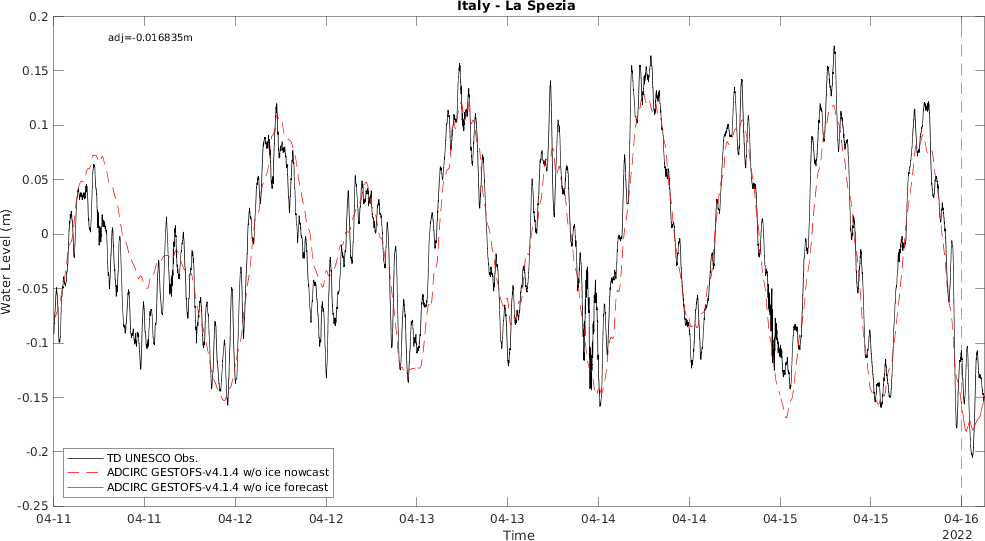 Italy - La Spezia
adj=-0.016835m
0.2
0.15
0.1
0.05
0
-0.05
-0.1
-0.15
-0.2
-0.25
Water Level (m)
TD UNESCO Obs.
ADCIRC GESTOFS-v4.1.4 w/o ice nowcast
ADCIRC GESTOFS-v4.1.4 w/o ice forecast
04-11 04-11 04-12 04-12 04-13 04-13 04-14 04-14 04-15 04-15 04-16
Time
2022